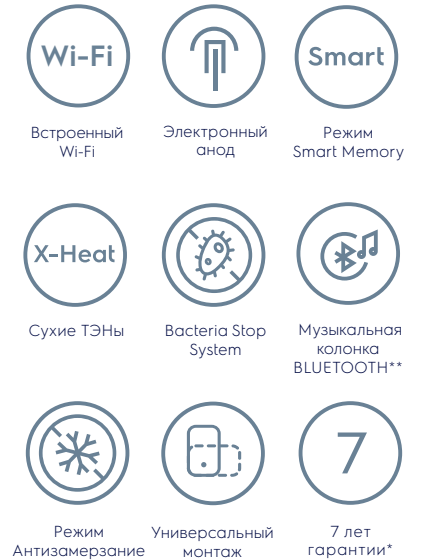 Wi-Fi
Встроенный
Wi-Fi
Электронный
анод
Smart
Режим
Smart Memory
X-Heat
Сухие ТЭНы
Bacteria Stop
System
Музыкальная
колонка
BLUETOOTH**
Режим
Антизамерзание
Универсальный
монтаж
7
7 лет
гарантии*